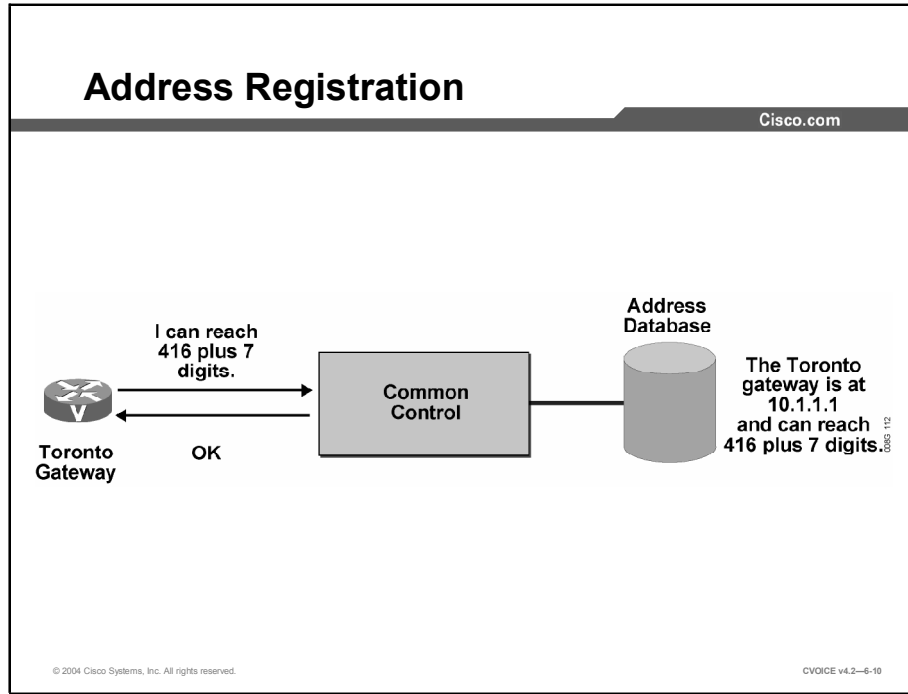 Address Registration
Cisco.com
I can reach
416 plus 7
digits.
OK
V
Toronto
Gateway
Common
Control
Address
Database
The Toronto
gateway is at
10.1.1.1
and can reach
416 plus 7 digits.
008G 112
© 2004 Cisco Systems, Inc. All rights reserved.
CVOICE v4.2—6-10